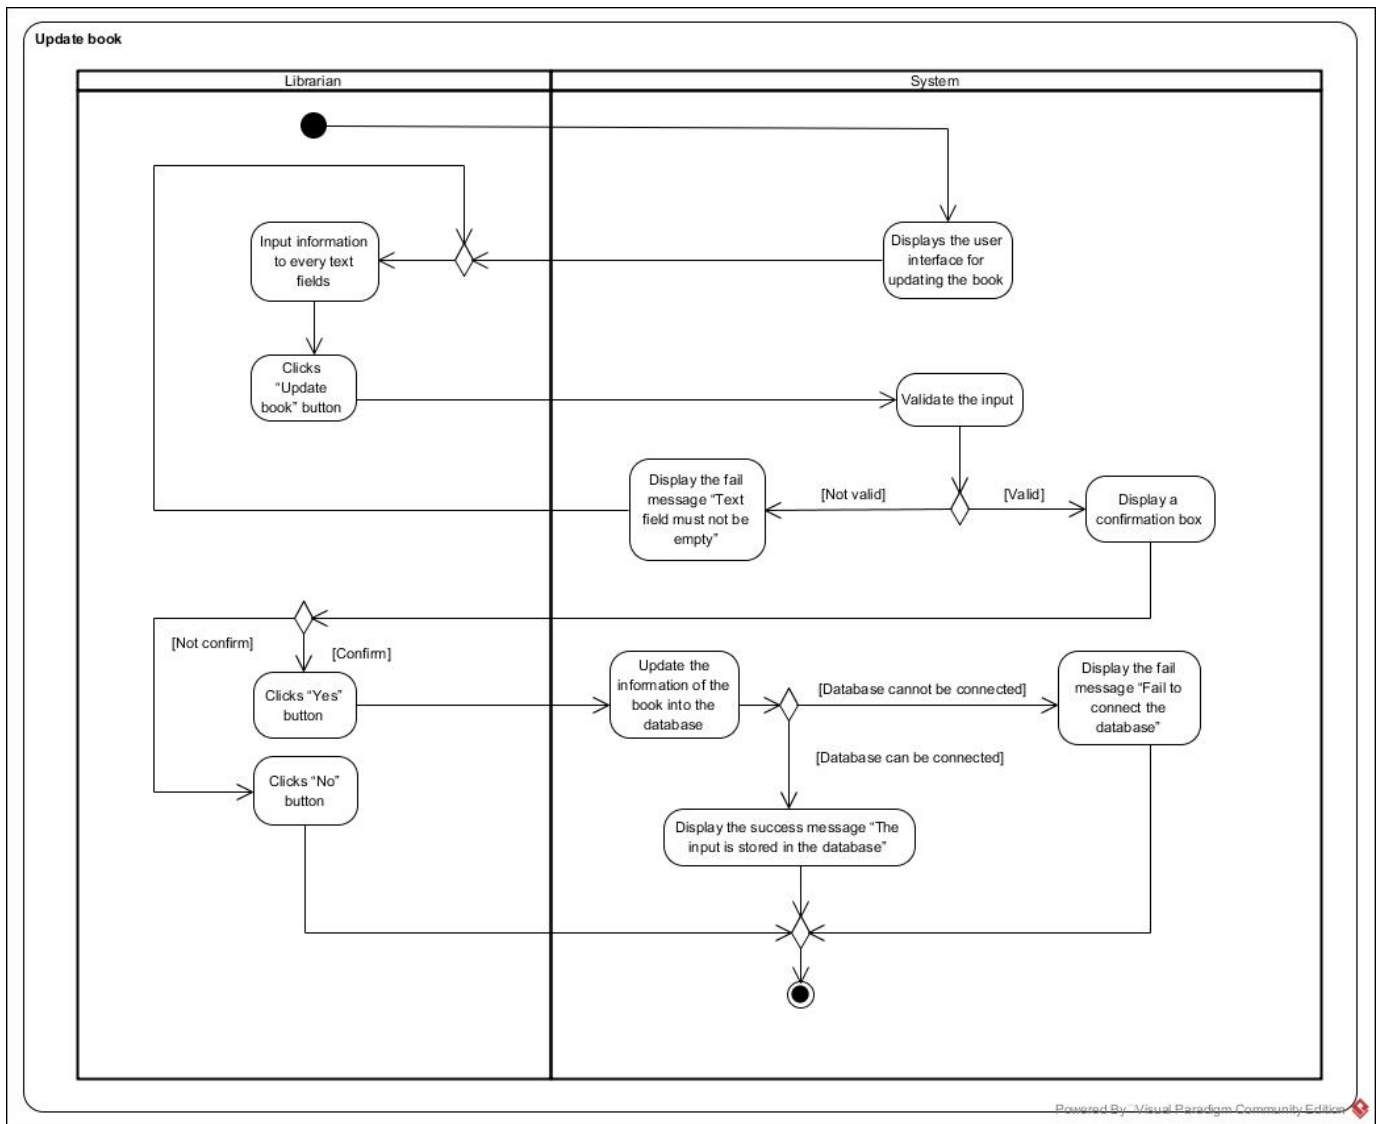 Update book
Librarian
System
Input information
to every text
fields
Displays the user
interface for
updating the book
Clicks
“Update
book” button
Validate the input
Display the fail
message “Text
field must not be
empty”
[Not valid]
[Valid]
Display a
confirmation box
[Not confirm]
[Confirm]
Clicks “Yes”
button
Update the
information of the
book into the
database
[Database cannot be connected]
Display the fail
message “Fail to
connect the
database”
[Database can be connected]
Clicks “No”
button
Display the success message “The
input is stored in the database”
Powered By Visual Paradigm Community Edition